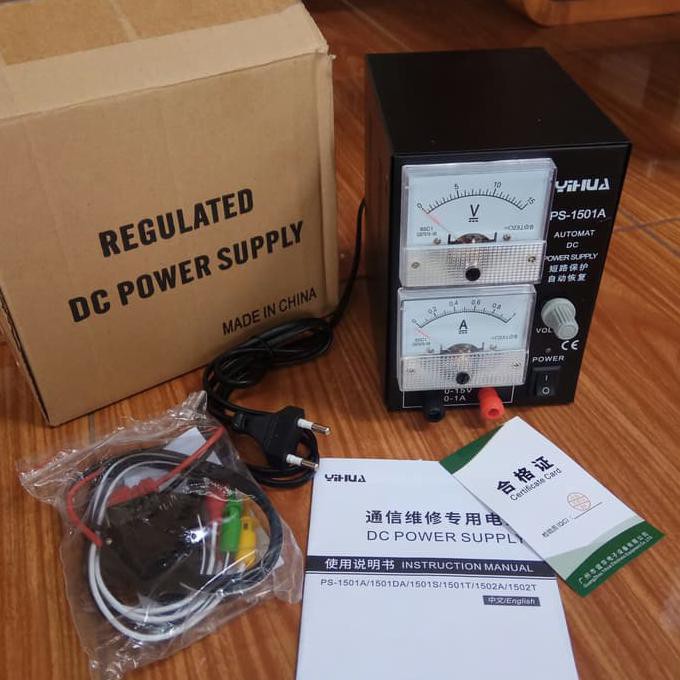 REGULATED
DC POWER SUPPLY
MADE IN CHINA
0 5 10 15
V
0 0.2 0.4 0.6 0.8 1
A
0-15V
0-1A
YIHUA
PS-1501A
AUTOMAT
DC
POWER SUPPLY
短路保护
自动恢复
CE
POWER
I
O
YIHUA
通信维修专用电
DC POWER SUPPLY
使用说明书 INSTRUCTION MANUAL
PS-1501A/1501DA/1501S/1501T/1502A/1502T
中文/English
合格证
Certificate Card